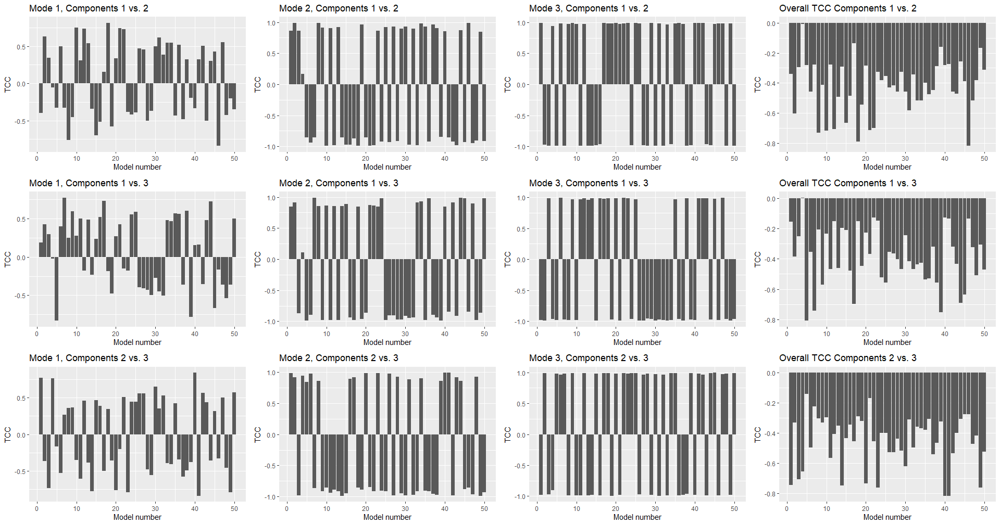 Mode 1, Components 1 vs. 2
TCC
0.5
0.0
-0.5
0 10 20 30 40 50
Model number
Mode 2, Components 1 vs. 2
TCC
1.0
0.5
0.0
-0.5
-1.0
0 10 20 30 40 50
Model number
Mode 3, Components 1 vs. 2
TCC
1.0
0.5
0.0
-0.5
-1.0
0 10 20 30 40 50
Model number
Overall TCC Components 1 vs. 2
TCC
0.0
-0.2
-0.4
-0.6
-0.8
0 10 20 30 40 50
Model number
Mode 1, Components 1 vs. 3
TCC
0.5
0.0
-0.5
0 10 20 30 40 50
Model number
Mode 2, Components 1 vs. 3
TCC
1.0
0.5
0.0
-0.5
-1.0
0 10 20 30 40 50
Model number
Mode 3, Components 1 vs. 3
TCC
1.0
0.5
0.0
-0.5
-1.0
0 10 20 30 40 50
Model number
Overall TCC Components 1 vs. 3
TCC
0.0
-0.2
-0.4
-0.6
-0.8
0 10 20 30 40 50
Model number
Mode 1, Components 2 vs. 3
TCC
0.5
0.0
-0.5
0 10 20 30 40 50
Model number
Mode 2, Components 2 vs. 3
TCC
1.0
0.5
0.0
-0.5
-1.0
0 10 20 30 40 50
Model number
Mode 3, Components 2 vs. 3
TCC
1.0
0.5
0.0
-0.5
-1.0
0 10 20 30 40 50
Model number
Overall TCC Components 2 vs. 3
TCC
0.0
-0.2
-0.4
-0.6
-0.8
0 10 20 30 40 50
Model number